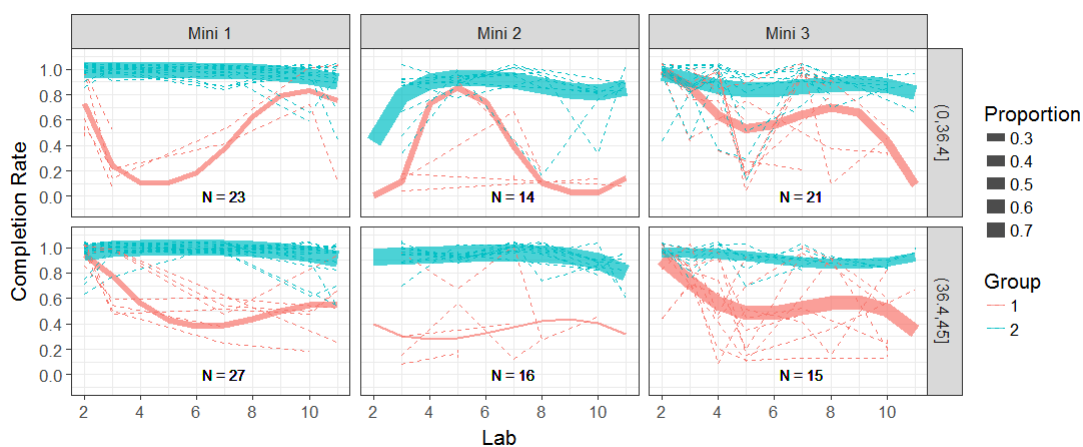 Mini 1 Mini 2 Mini 3
Completion Rate
1.0
0.8
0.6
0.4
0.2
0.0
N = 23 N = 14 N = 21
(0,36.4]
1.0
0.8
0.6
0.4
0.2
0.0
N = 27 N = 16 N = 15
(36.4,45]
2 4 6 8 10 2 4 6 8 10 2 4 6 8 10
Lab
Proportion
0.3
0.4
0.5
0.6
0.7
Group
1
2